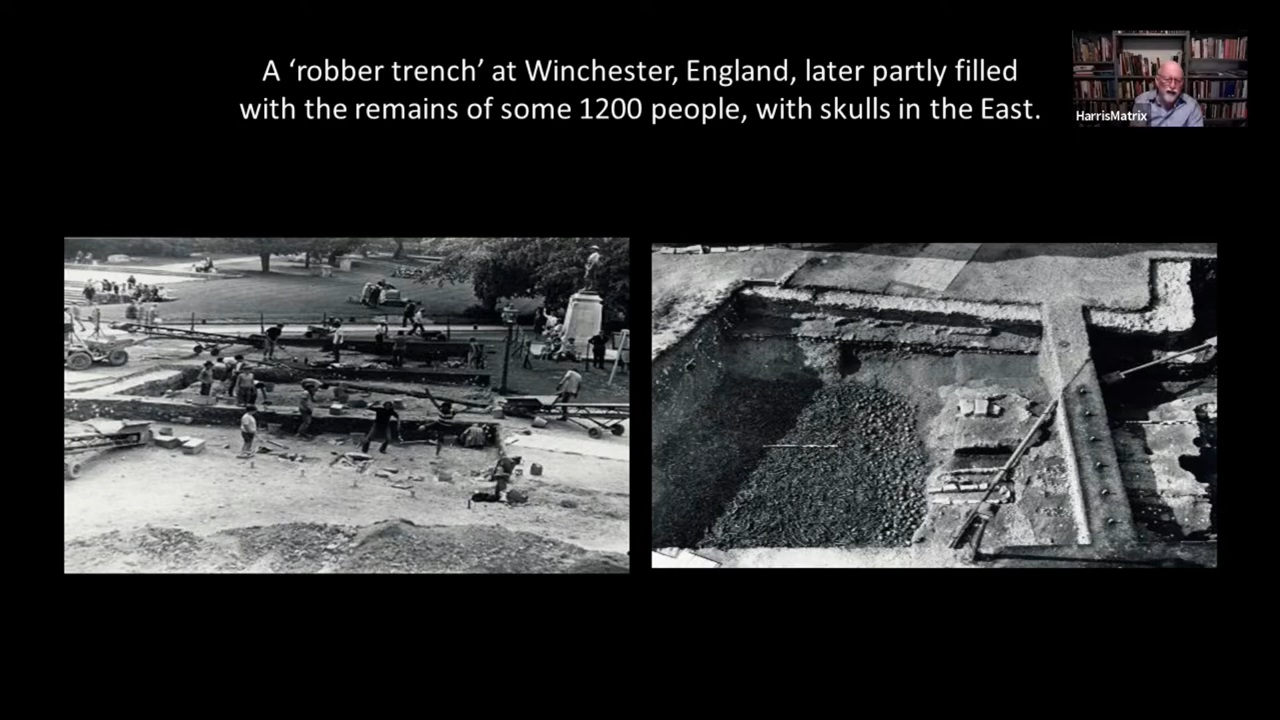 A ‘robber trench’ at Winchester, England, later partly filled
with the remains of some 1200 people, with skulls in the East.
HarrisMatrix